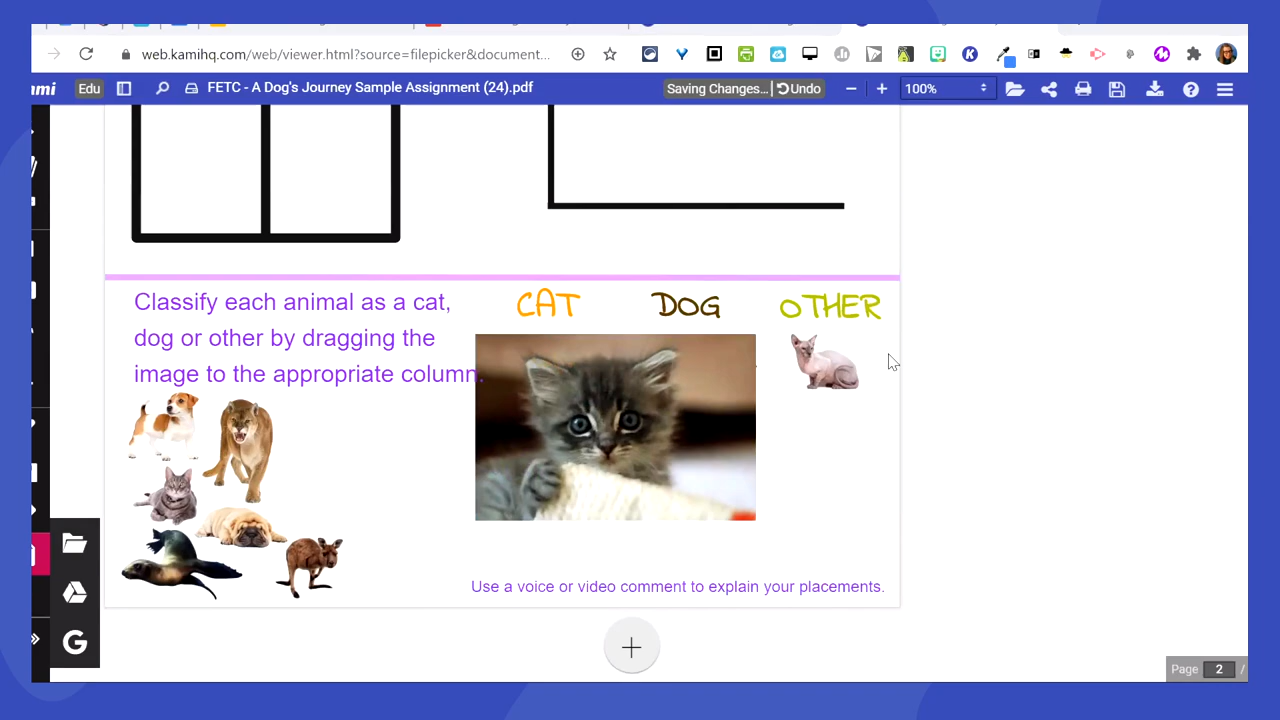 web.kamihq.com/web/viewer.html?source=filepicker&document...
ami Edu FETC - A Dog's Journey Sample Assignment (24).pdf Saving Changes... | Undo 100%
Classify each animal as a cat,
dog or other by dragging the
image to the appropriate column.
CAT DOG OTHER
Use a voice or video comment to explain your placements.
Page 2 /